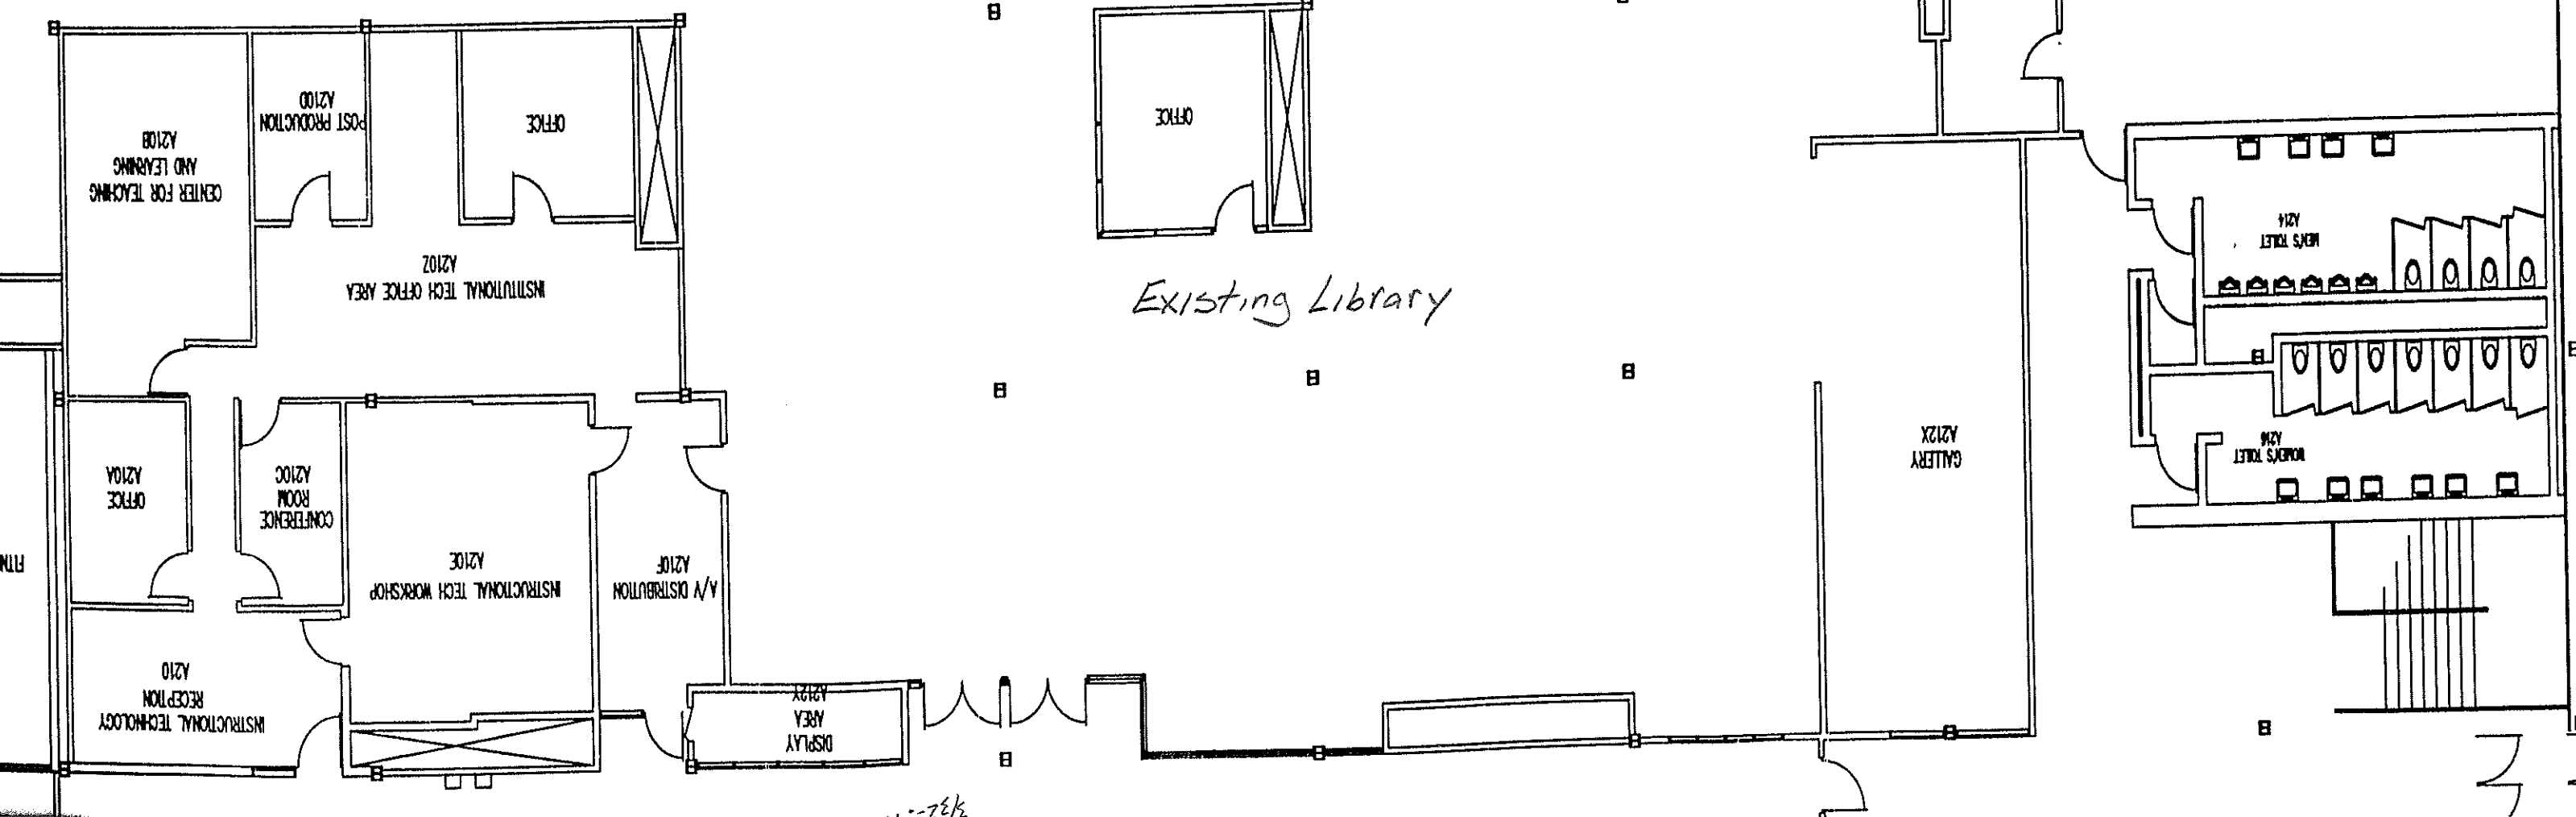 POST PRODUCTION
A210D
OFFICE
OFFICE
CENTER FOR TEACHING
AND LEARNING
A210B
INSTITUTIONAL TECH OFFICE AREA
A210Z
Existing Library
MEN'S TOILET
A214
GALLERY
A212X
WOMEN'S TOILET
A216
OFFICE
A210A
CONFERENCE
ROOM
A210C
INSTRUCTIONAL TECH WORKSHOP
A210E
A/V DISTRIBUTION
A210F
INSTRUCTIONAL TECHNOLOGY
RECEPTION
A210
DISPLAY
AREA
A212Y